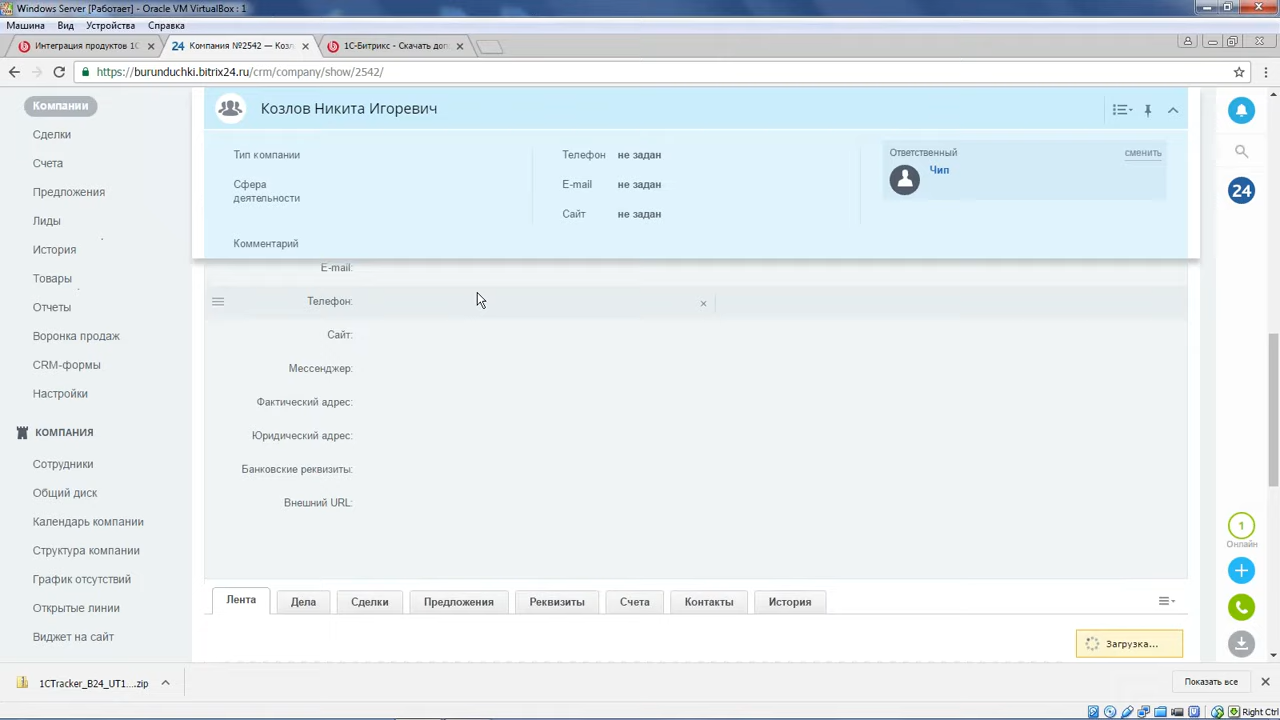 Windows Server [Работает] - Oracle VM VirtualBox : 1
Машина Вид Устройства Справка
Интеграция продуктов 1С
24 Компания №2542 — Козл
1С-Битрикс - Скачать доп
https://burunduchki.bitrix24.ru/crm/company/show/2542/
Компании
Сделки
Счета
Предложения
Лиды
История
Товары
Отчеты
Воронка продаж
CRM-формы
Настройки
КОМПАНИЯ
Сотрудники
Общий диск
Календарь компании
Структура компании
График отсутствий
Открытые линии
Виджет на сайт
Козлов Никита Игоревич
Тип компании
Сфера
деятельности
Комментарий
Телефон не задан
E-mail не задан
Сайт не задан
Ответственный сменить
Чип
E-mail:
Телефон:
Сайт:
Мессенджер:
Фактический адрес:
Юридический адрес:
Банковские реквизиты:
Внешний URL:
Лента Дела Сделки Предложения Реквизиты Счета Контакты История
Загрузка...
24
1
Онлайн
1CTracker_B24_UT1....zip
Показать все
Right Ctrl